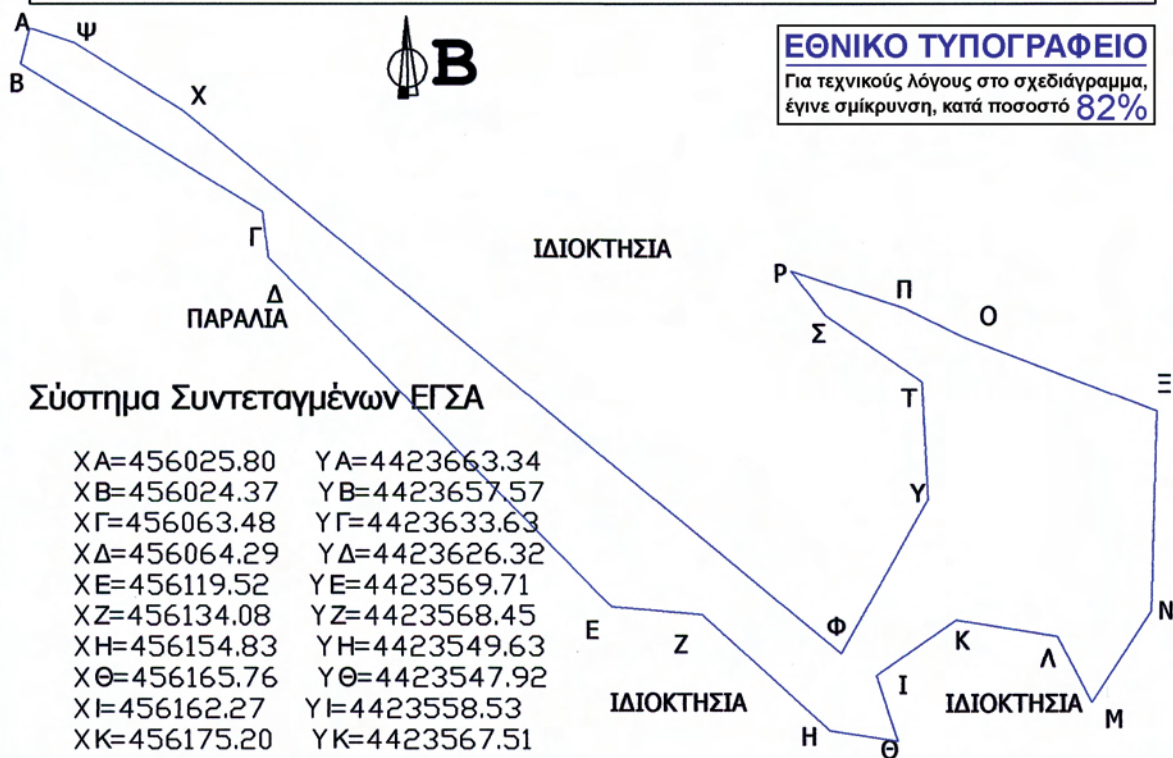 Α
Ψ
Β
Χ
Β
ΕΘΝΙΚΟ ΤΥΠΟΓΡΑΦΕΙΟ
Για τεχνικούς λόγους στο σχεδιάγραμμα,
έγινε σμίκρυνση, κατά ποσοστό 82%
Γ
Δ
ΠΑΡΑΛΙΑ
ΙΔΙΟΚΤΗΣΙΑ
Ρ
Π
Ο
Σ
Τ
Ξ
Υ
Σύστημα Συντεταγμένων ΕΓΣΑ
ΧΑ=456025.80 ΥΑ=4423663.34
ΧΒ=456024.37 ΥΒ=4423657.57
ΧΓ=456063.48 ΥΓ=4423633.63
ΧΔ=456064.29 ΥΔ=4423626.32
ΧΕ=456119.52 ΥΕ=4423569.71
ΧΖ=456134.08 ΥΖ=4423568.45
ΧΗ=456154.83 ΥΗ=4423549.63
ΧΘ=456165.76 ΥΘ=4423547.92
ΧΙ=456162.27 ΥΙ=4423558.53
ΧΚ=456175.20 ΥΚ=4423567.51
Ε
Ζ
Φ
Κ
Λ
Ν
Ι
ΙΔΙΟΚΤΗΣΙΑ
ΙΔΙΟΚΤΗΣΙΑ
Μ
Η
Θ